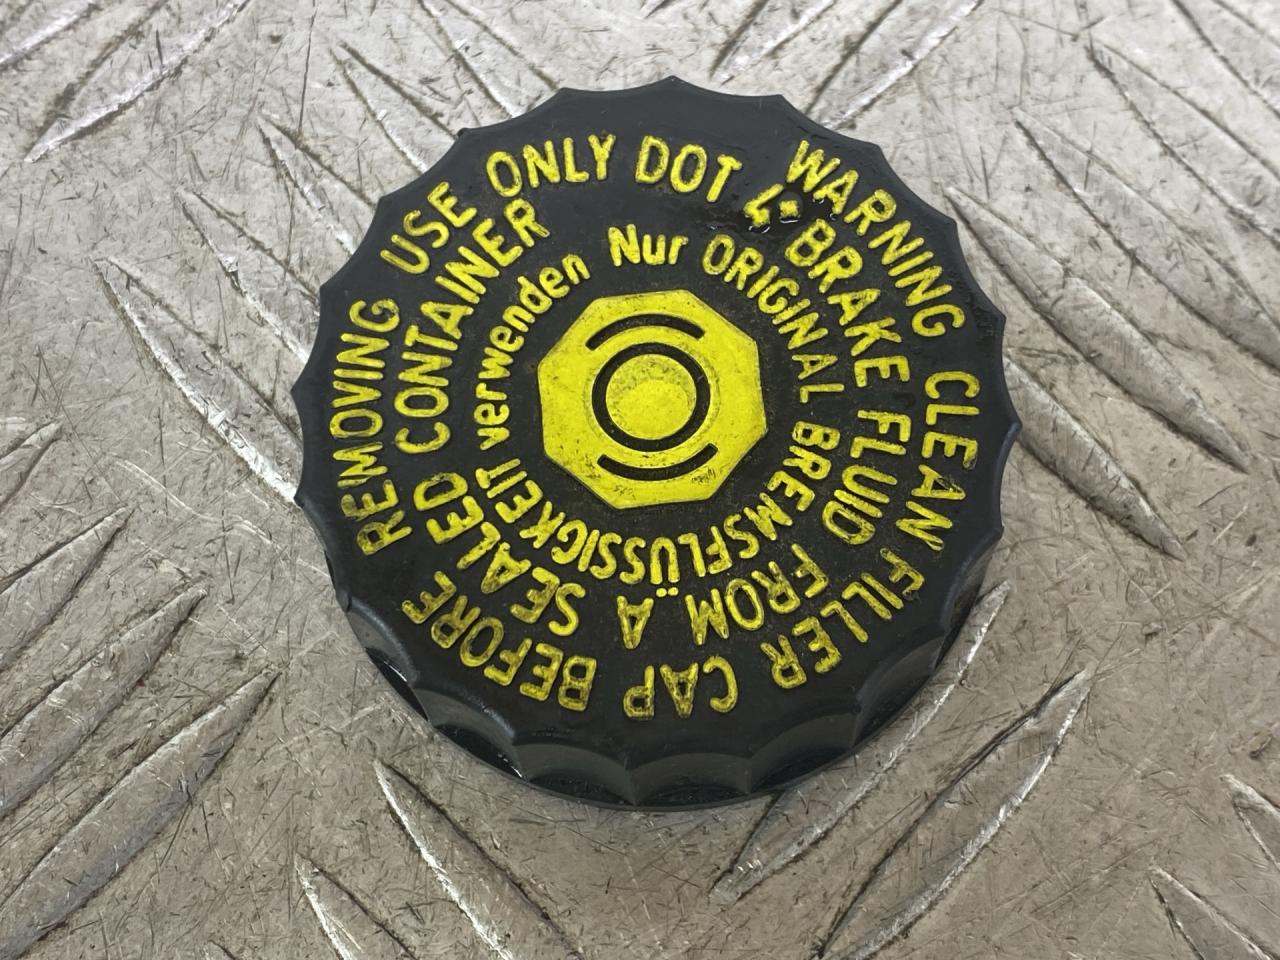 WARNING CLEAN FILLER CAP BEFORE REMOVING
USE ONLY DOT 4 BRAKE FLUID FROM A SEALED CONTAINER
Nur ORIGINAL BREMSFLÜSSIGKEIT verwenden